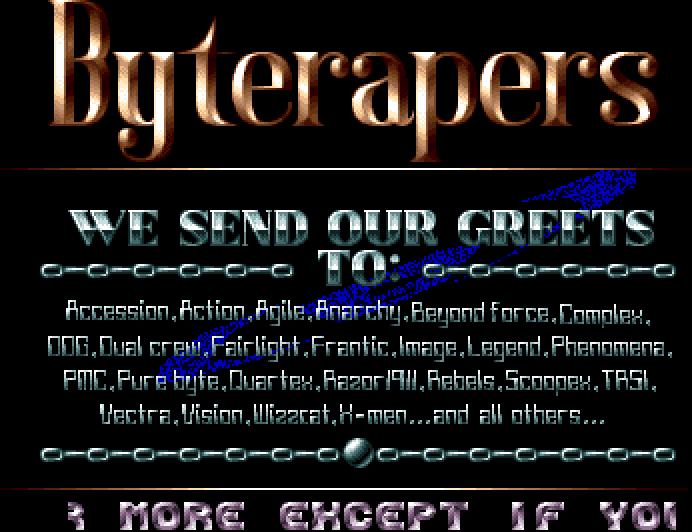 Byterapers
WE SEND OUR GREETS
TO:
Accession,Action,Agile,Anarchy,Beyond force,Complex,
DOG,Dual crew,Fairlight,Frantic,Image,Legend,Phenomena,
PMC,Pure byte,Quartex,Razor1911,Rebels,Scoopex,TRSI,
Vectra,Vision,Wizzcat,X-men...and all others...
MORE EXCEPT IF YOU